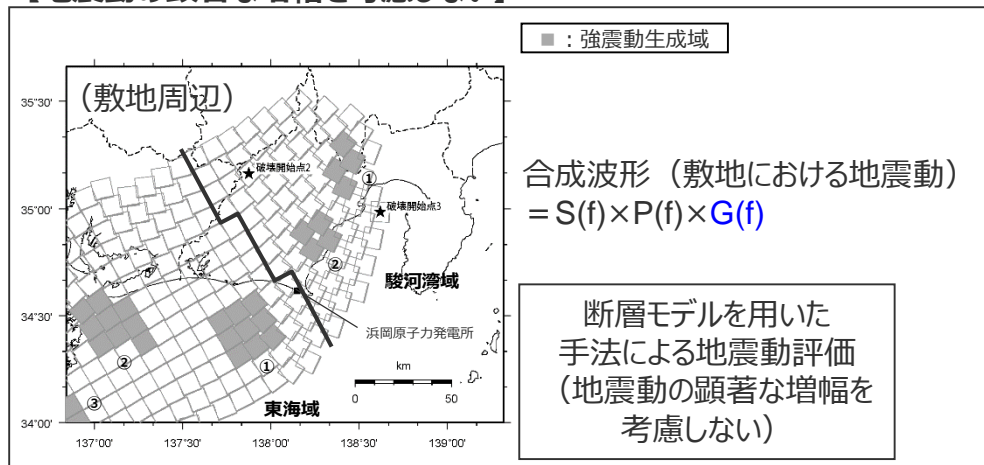 【地震動の顕著な増幅を考慮しない】
■：強震動生成域
（敷地周辺）
35°30'
35°00'
34°30'
34°00'
137°00'
137°30'
138°00'
138°30'
139°00'
★破壊開始点2
①
★破壊開始点3
②
駿河湾域
浜岡原子力発電所
②
①
③
東海域
km
0 50
合成波形（敷地における地震動）
＝S(f)×P(f)×G(f)
断層モデルを用いた
手法による地震動評価
（地震動の顕著な増幅を
考慮しない）